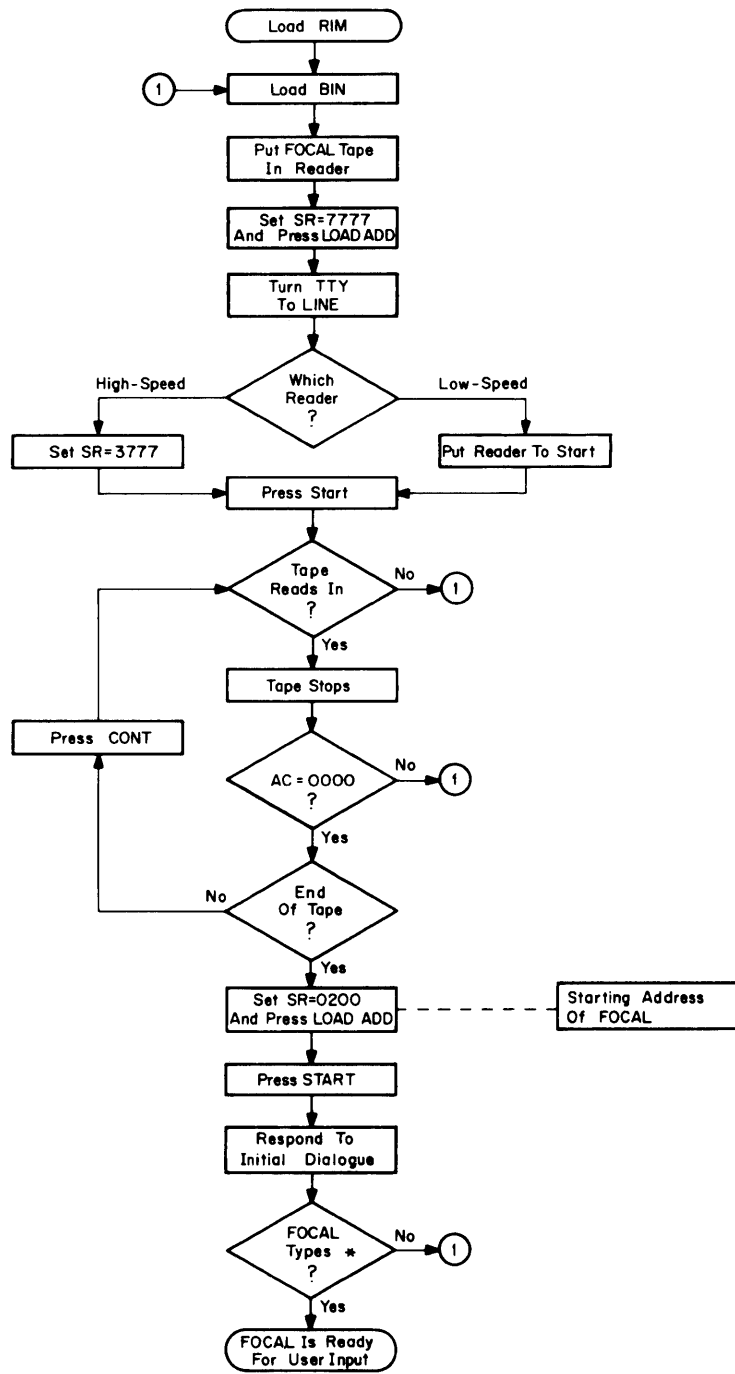 Load RIM
1
Load BIN
Put FOCAL Tape
In Reader
Set SR=7777
And Press LOAD ADD
Turn TTY
To LINE
High-Speed
Which
Reader
?
Low-Speed
Set SR=3777
Put Reader To Start
Press Start
Tape
Reads In
?
No
1
Yes
Tape Stops
Press CONT
AC=0000
?
No
1
Yes
End
Of Tape
?
No
Yes
Set SR=0200
And Press LOAD ADD
Starting Address
Of FOCAL
Press START
Respond To
Initial Dialogue
FOCAL
Types *
?
No
1
Yes
FOCAL Is Ready
For User Input